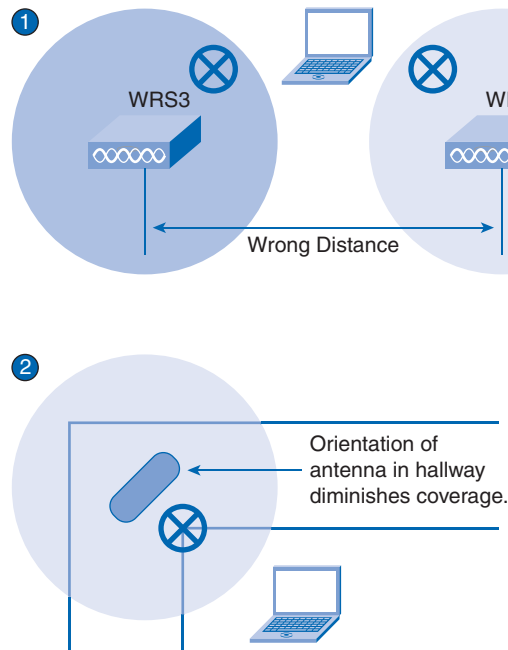 1
WRS3
Wrong Distance
2
Orientation of
antenna in hallway
diminishes coverage.